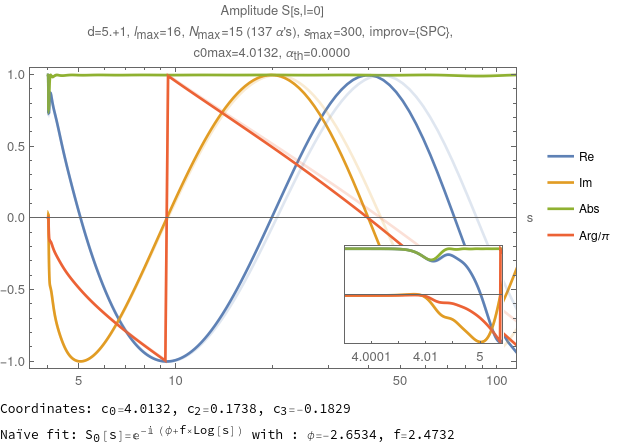 Amplitude S[s,l=0]
d=5.+1, lmax=16, Nmax=15 (137 α's), smax=300, improv={SPC},
c0max=4.0132, αth=0.0000
1.0
0.5
0.0
-0.5
-1.0
5
10
50
100
s
4.0001
4.01
5
Re
Im
Abs
Arg/π
Coordinates: c0=4.0132, c2=0.1738, c3=-0.1829
Naïve fit: S0[s]=e^-i (ϕ+f×Log[s]) with : ϕ=-2.6534, f=2.4732